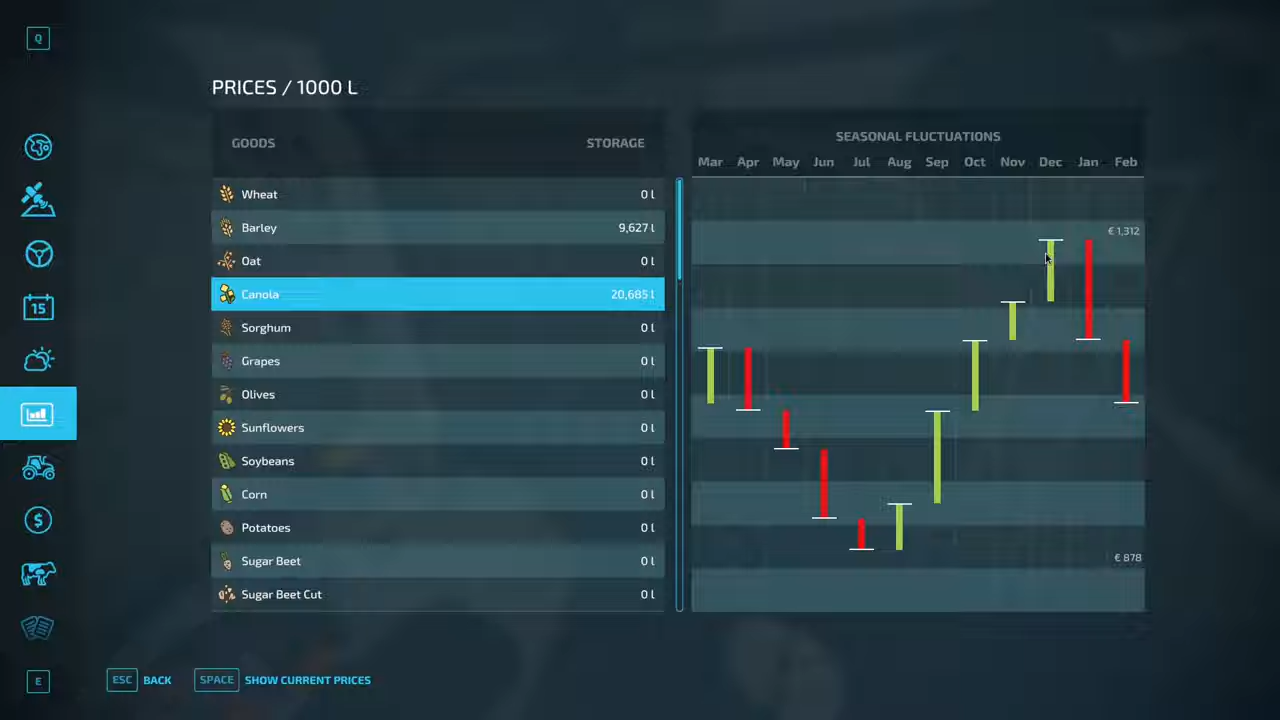 Q
PRICES / 1000 L
GOODS STORAGE
SEASONAL FLUCTUATIONS
Mar Apr May Jun Jul Aug Sep Oct Nov Dec Jan Feb
Wheat 0 l
Barley 9,627 l
€ 1,312
Oat 0 l
Canola 20,685 l
15
Sorghum 0 l
Grapes 0 l
Olives 0 l
Sunflowers 0 l
Soybeans 0 l
Corn 0 l
Potatoes 0 l
$
Sugar Beet 0 l
€ 878
Sugar Beet Cut 0 l
E
ESC BACK SPACE SHOW CURRENT PRICES